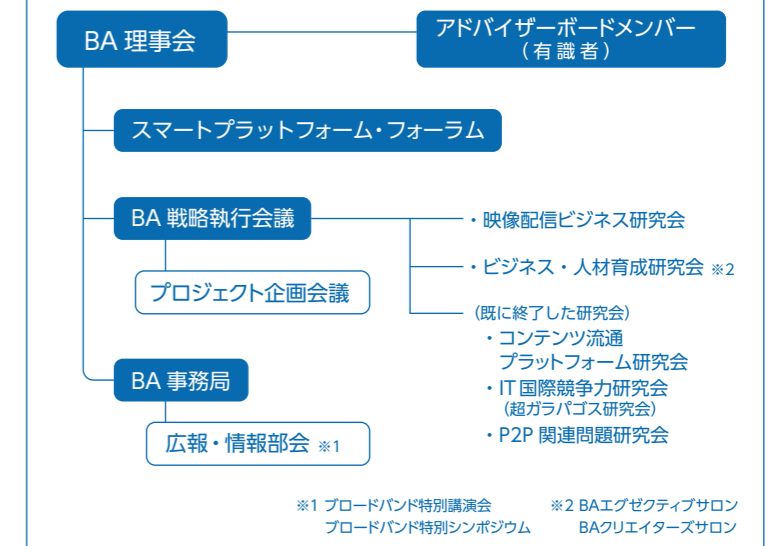 BA 理事会
アドバイザーボードメンバー
（有識者）
スマートプラットフォーム・フォーラム
BA 戦略執行会議
・映像配信ビジネス研究会
・ビジネス・人材育成研究会 ※2
プロジェクト企画会議
（既に終了した研究会）
・コンテンツ流通
プラットフォーム研究会
BA 事務局
・IT 国際競争力研究会
（超ガラパゴス研究会）
・P2P 関連問題研究会
広報・情報部会 ※1
※1 ブロードバンド特別講演会
ブロードバンド特別シンポジウム
※2 BAエグゼクティブサロン
BAクリエイターズサロン